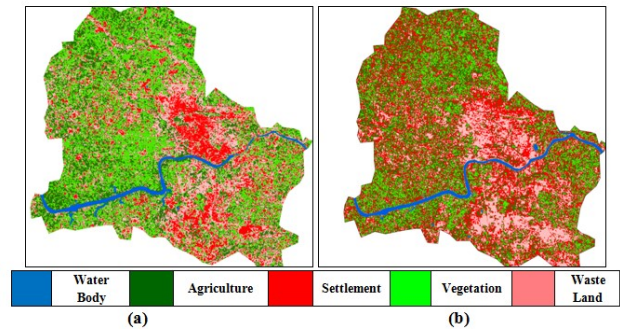 Water
Body
Agriculture
Settlement
Vegetation
Waste
Land
(a)
(b)